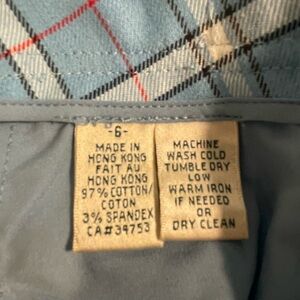 -6-
MADE IN
HONG KONG
FAIT AU
HONG KONG
97% COTTON/
COTON
3% SPANDEX
CA#34753
MACHINE
WASH COLD
TUMBLE DRY
LOW
WARM IRON
IF NEEDED
OR
DRY CLEAN